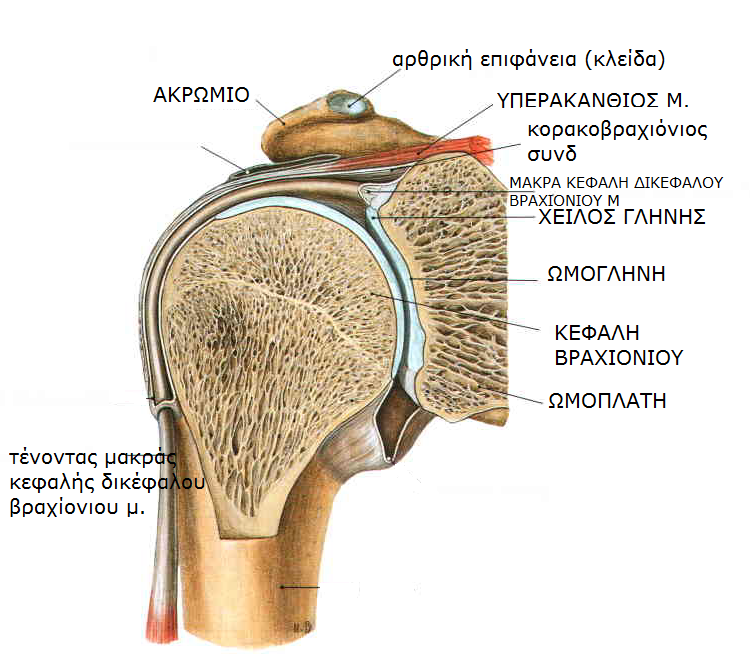 αρθρική επιφάνεια (κλείδα)
ΑΚΡΩΜΙΟ
ΥΠΕΡΑΚΑΝΘΙΟΣ Μ.
κορακοβραχιόνιος
συνδ
ΜΑΚΡΑ ΚΕΦΑΛΗ ΔΙΚΕΦΑΛΟΥ
ΒΡΑΧΙΟΝΙΟΥ Μ
ΧΕΙΛΟΣ ΓΛΗΝΗΣ
ΩΜΟΓΛΗΝΗ
ΚΕΦΑΛΗ
ΒΡΑΧΙΟΝΙΟΥ
ΩΜΟΠΛΑΤΗ
τένοντας μακράς
κεφαλής δικέφαλου
βραχίονιου μ.